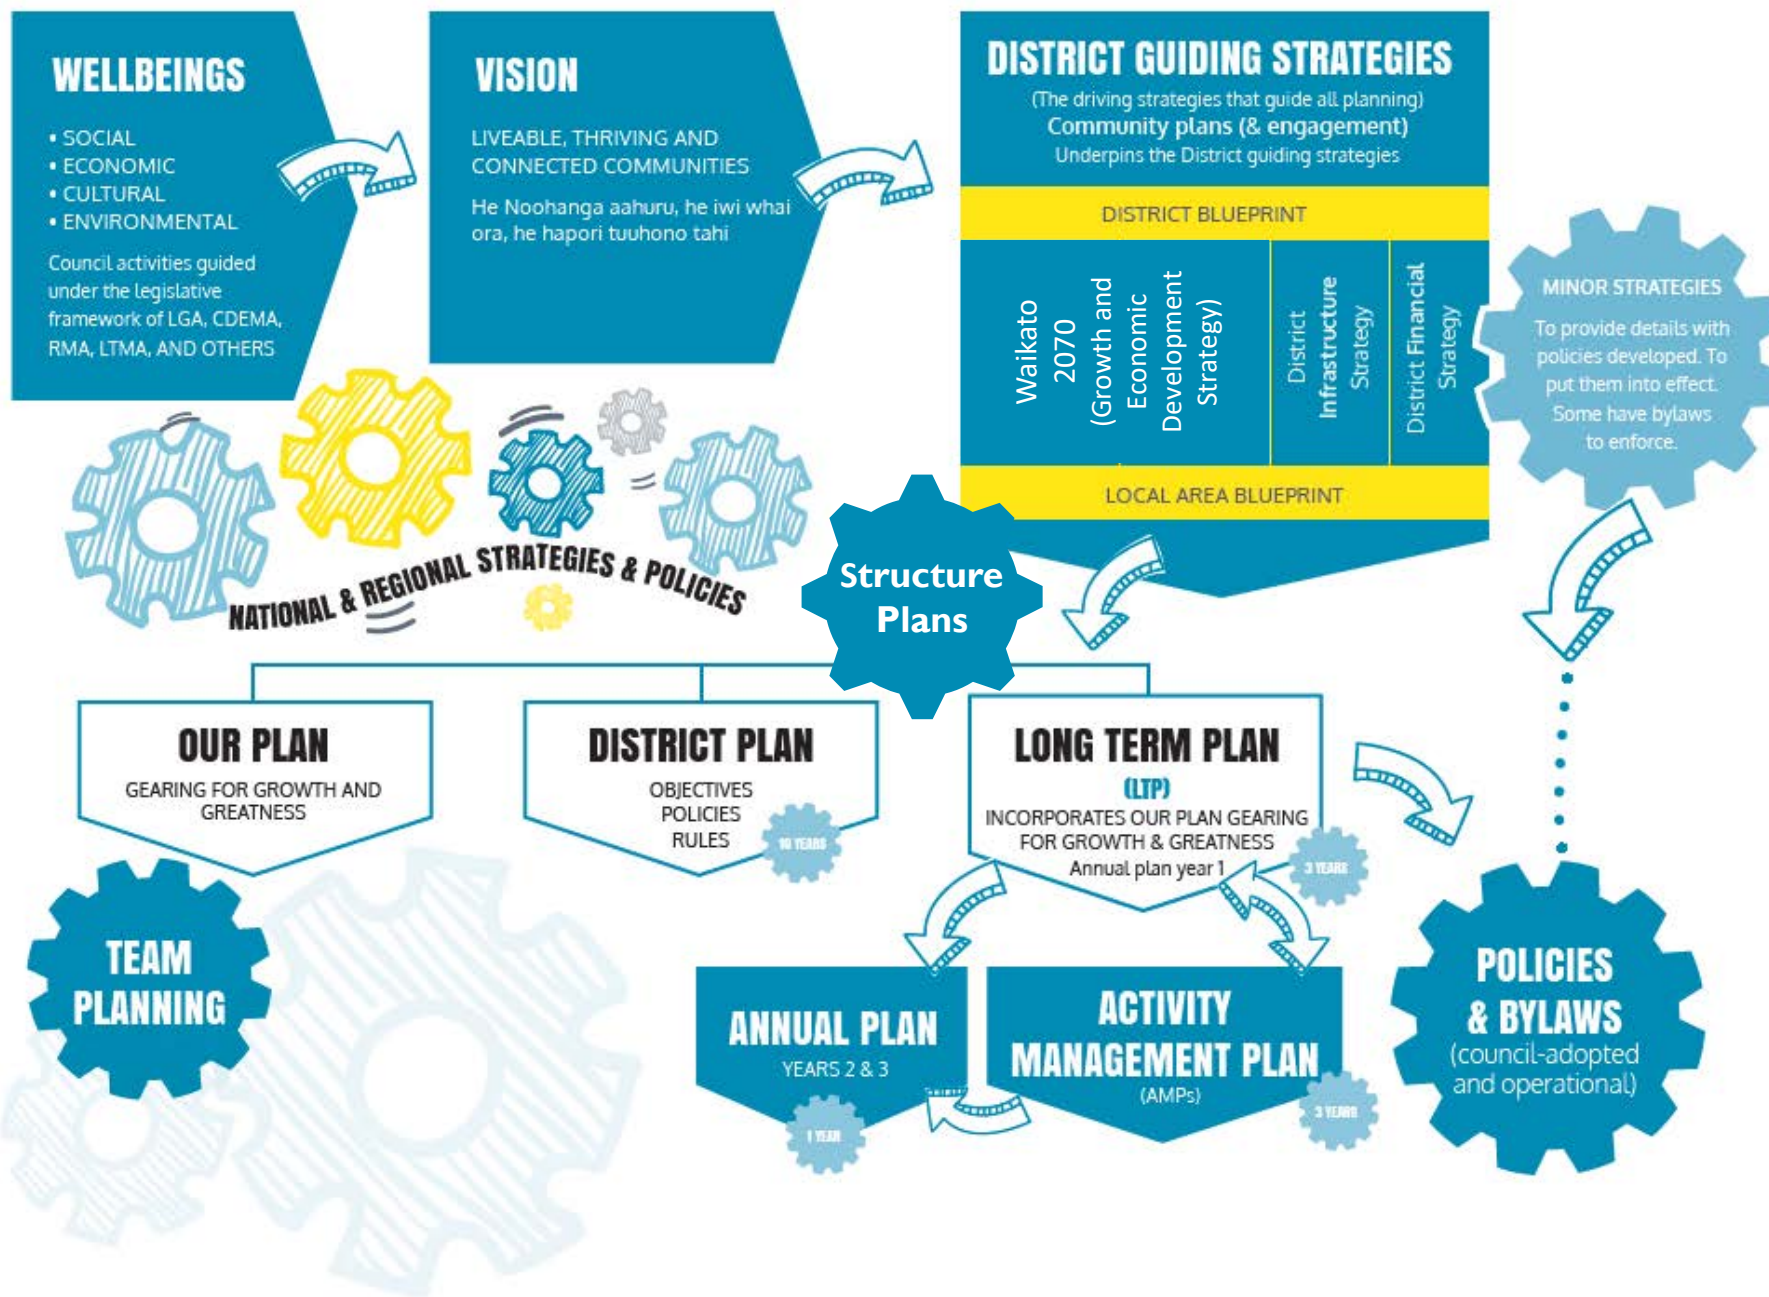 WELLBEINGS
• SOCIAL
• ECONOMIC
• CULTURAL
• ENVIRONMENTAL
Council activities guided
under the legislative
framework of LGA, CDEMA,
RMA, LTMA, AND OTHERS
VISION
LIVEABLE, THRIVING AND
CONNECTED COMMUNITIES
He Noohanga aahuru, he iwi whai
ora, he hapori tuuhono tahi
DISTRICT GUIDING STRATEGIES
(The driving strategies that guide all planning)
Community plans (& engagement)
Underpins the District guiding strategies
DISTRICT BLUEPRINT
Waikato
2070
(Growth and
Economic
Development
Strategy)
District
Infrastructure
Strategy
District Financial
Strategy
LOCAL AREA BLUEPRINT
MINOR STRATEGIES
To provide details with
policies developed. To
put them into effect.
Some have bylaws
to enforce.
NATIONAL & REGIONAL STRATEGIES & POLICIES
Structure
Plans
OUR PLAN
GEARING FOR GROWTH AND
GREATNESS
DISTRICT PLAN
OBJECTIVES
POLICIES
RULES
10 YEARS
LONG TERM PLAN
(LTP)
INCORPORATES OUR PLAN GEARING
FOR GROWTH & GREATNESS
Annual plan year 1
3 YEARS
TEAM
PLANNING
ANNUAL PLAN
YEARS 2 & 3
1 YEAR
ACTIVITY
MANAGEMENT PLAN
(AMPs)
3 YEARS
POLICIES
& BYLAWS
(council-adopted
and operational)